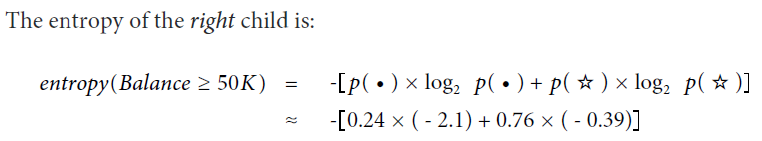 The entropy of the right child is:
entropy(Balance ≥ 50K) = -[p( • ) × log₂ p( • ) + p( ☆ ) × log₂ p( ☆ )]
≈ -[0.24 × ( - 2.1) + 0.76 × ( - 0.39)]